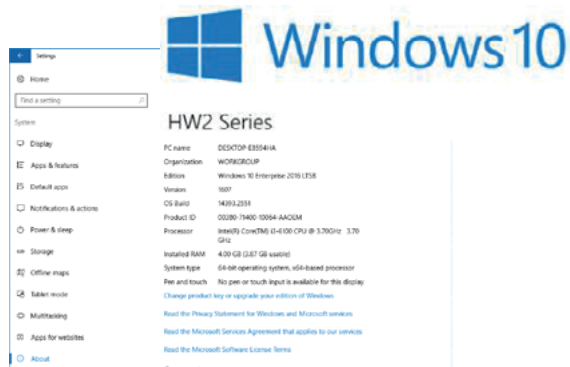 Windows 10
Settings
Home
Find a setting
System
Display
Apps & features
Default apps
Notifications & actions
Power & sleep
Storage
Offline maps
Tablet mode
Multitasking
Apps for websites
About
HW2 Series
PC name DESKTOP-E3594HA
Organization WORKGROUP
Edition Windows 10 Enterprise 2016 LTSB
Version 1607
OS Build 14393.2551
Product ID 00380-71400-10064-AAOEM
Processor Intel(R) Core(TM) i3-6100 CPU @ 3.70GHz 3.70
GHz
Installed RAM 4.00 GB (3.87 GB usable)
System type 64-bit operating system, x64-based processor
Pen and touch No pen or touch input is available for this display
Change product key or upgrade your edition of Windows
Read the Privacy Statement for Windows and Microsoft services
Read the Microsoft Services Agreement that applies to our services
Read the Microsoft Software License Terms